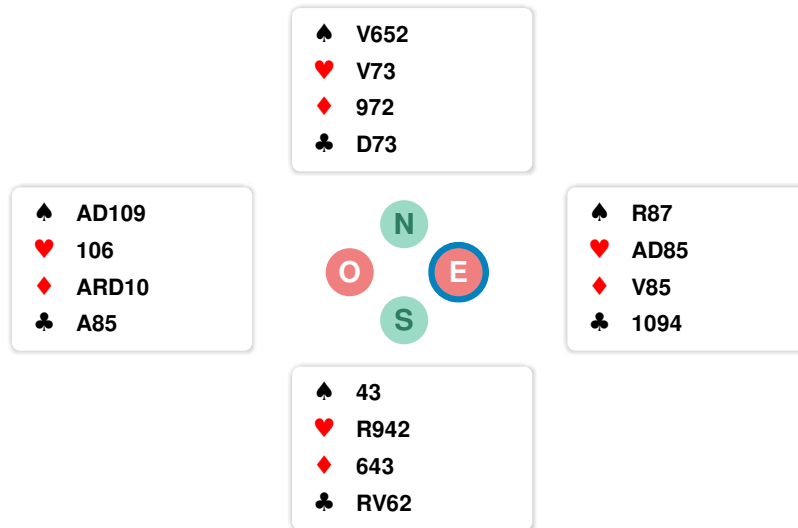 ♠ V652
♥ V73
♦ 972
♣ D73
♠ AD109
♥ 106
♦ ARD10
♣ A85
N
O
E
S
♠ R87
♥ AD85
♦ V85
♣ 1094
♠ 43
♥ R942
♦ 643
♣ RV62